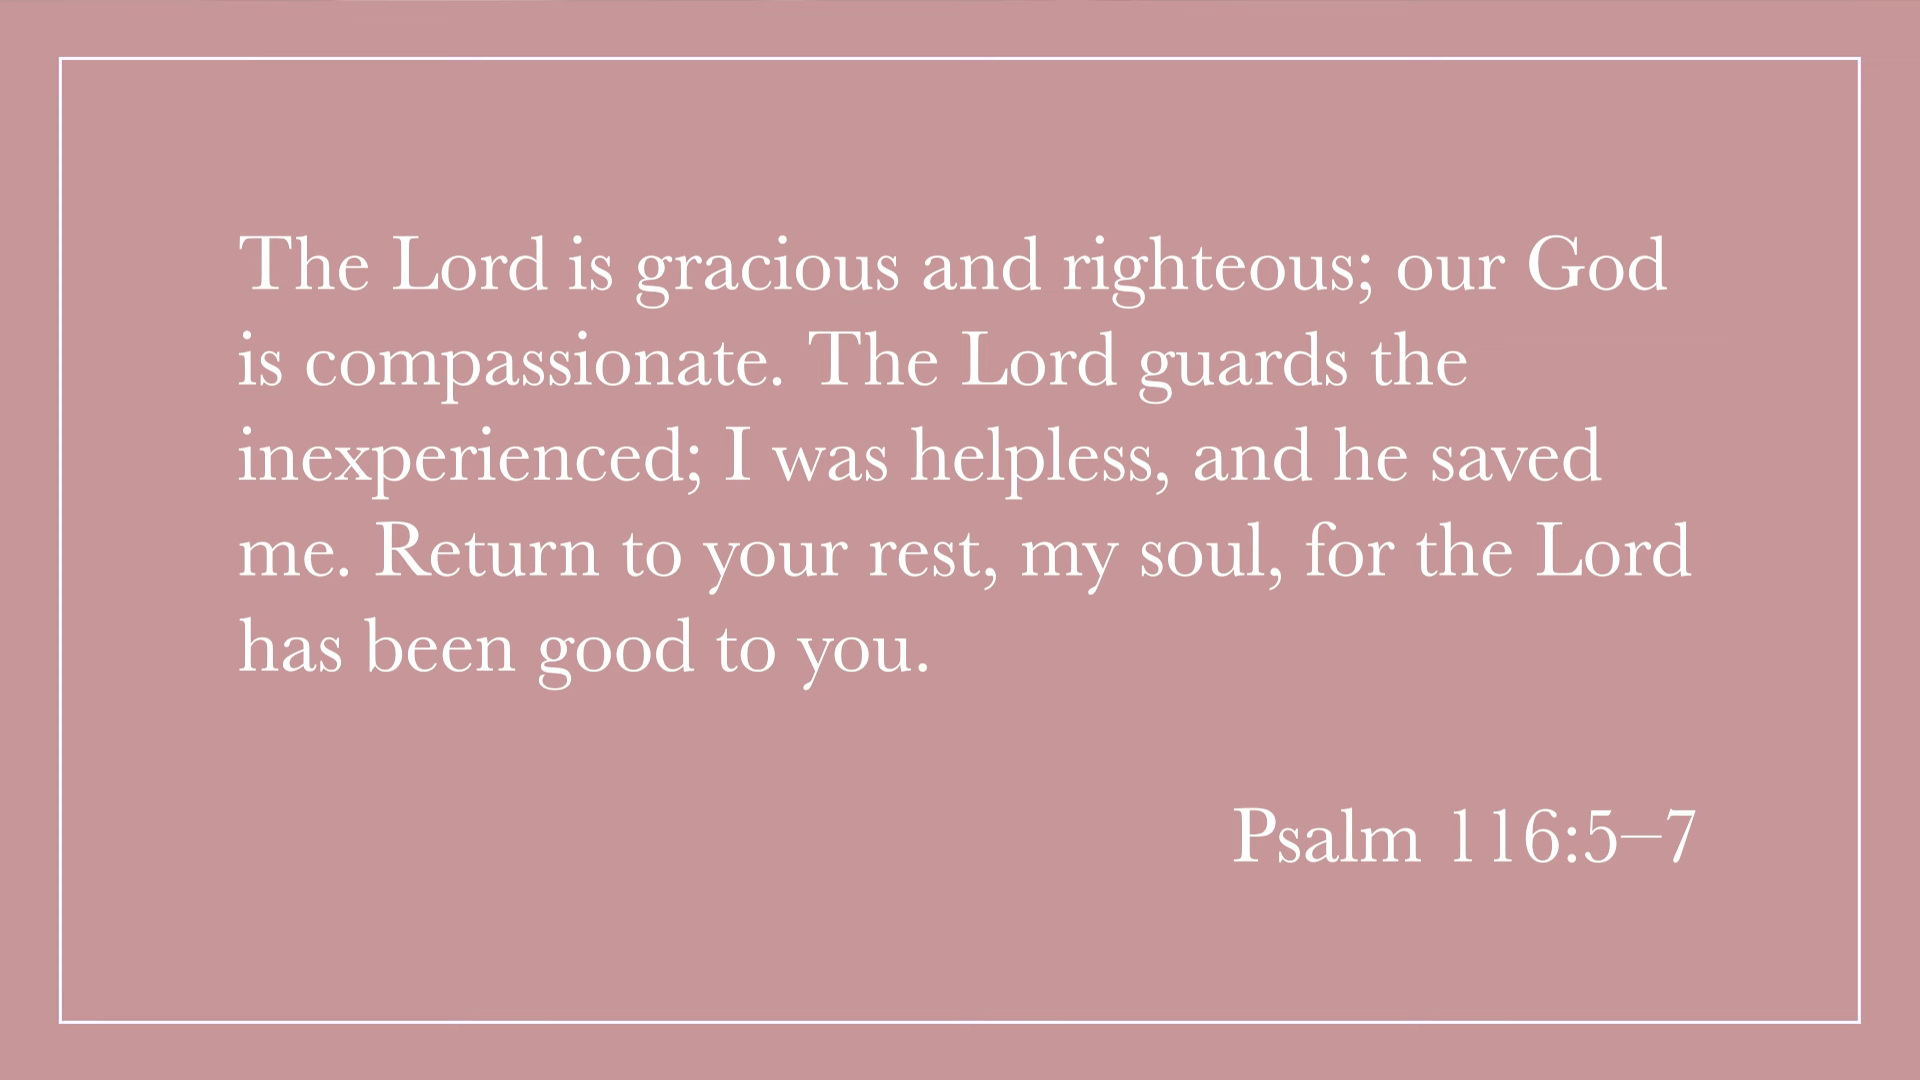 The Lord is gracious and righteous; our God
is compassionate. The Lord guards the
inexperienced; I was helpless, and he saved
me. Return to your rest, my soul, for the Lord
has been good to you.
Psalm 116:5–7